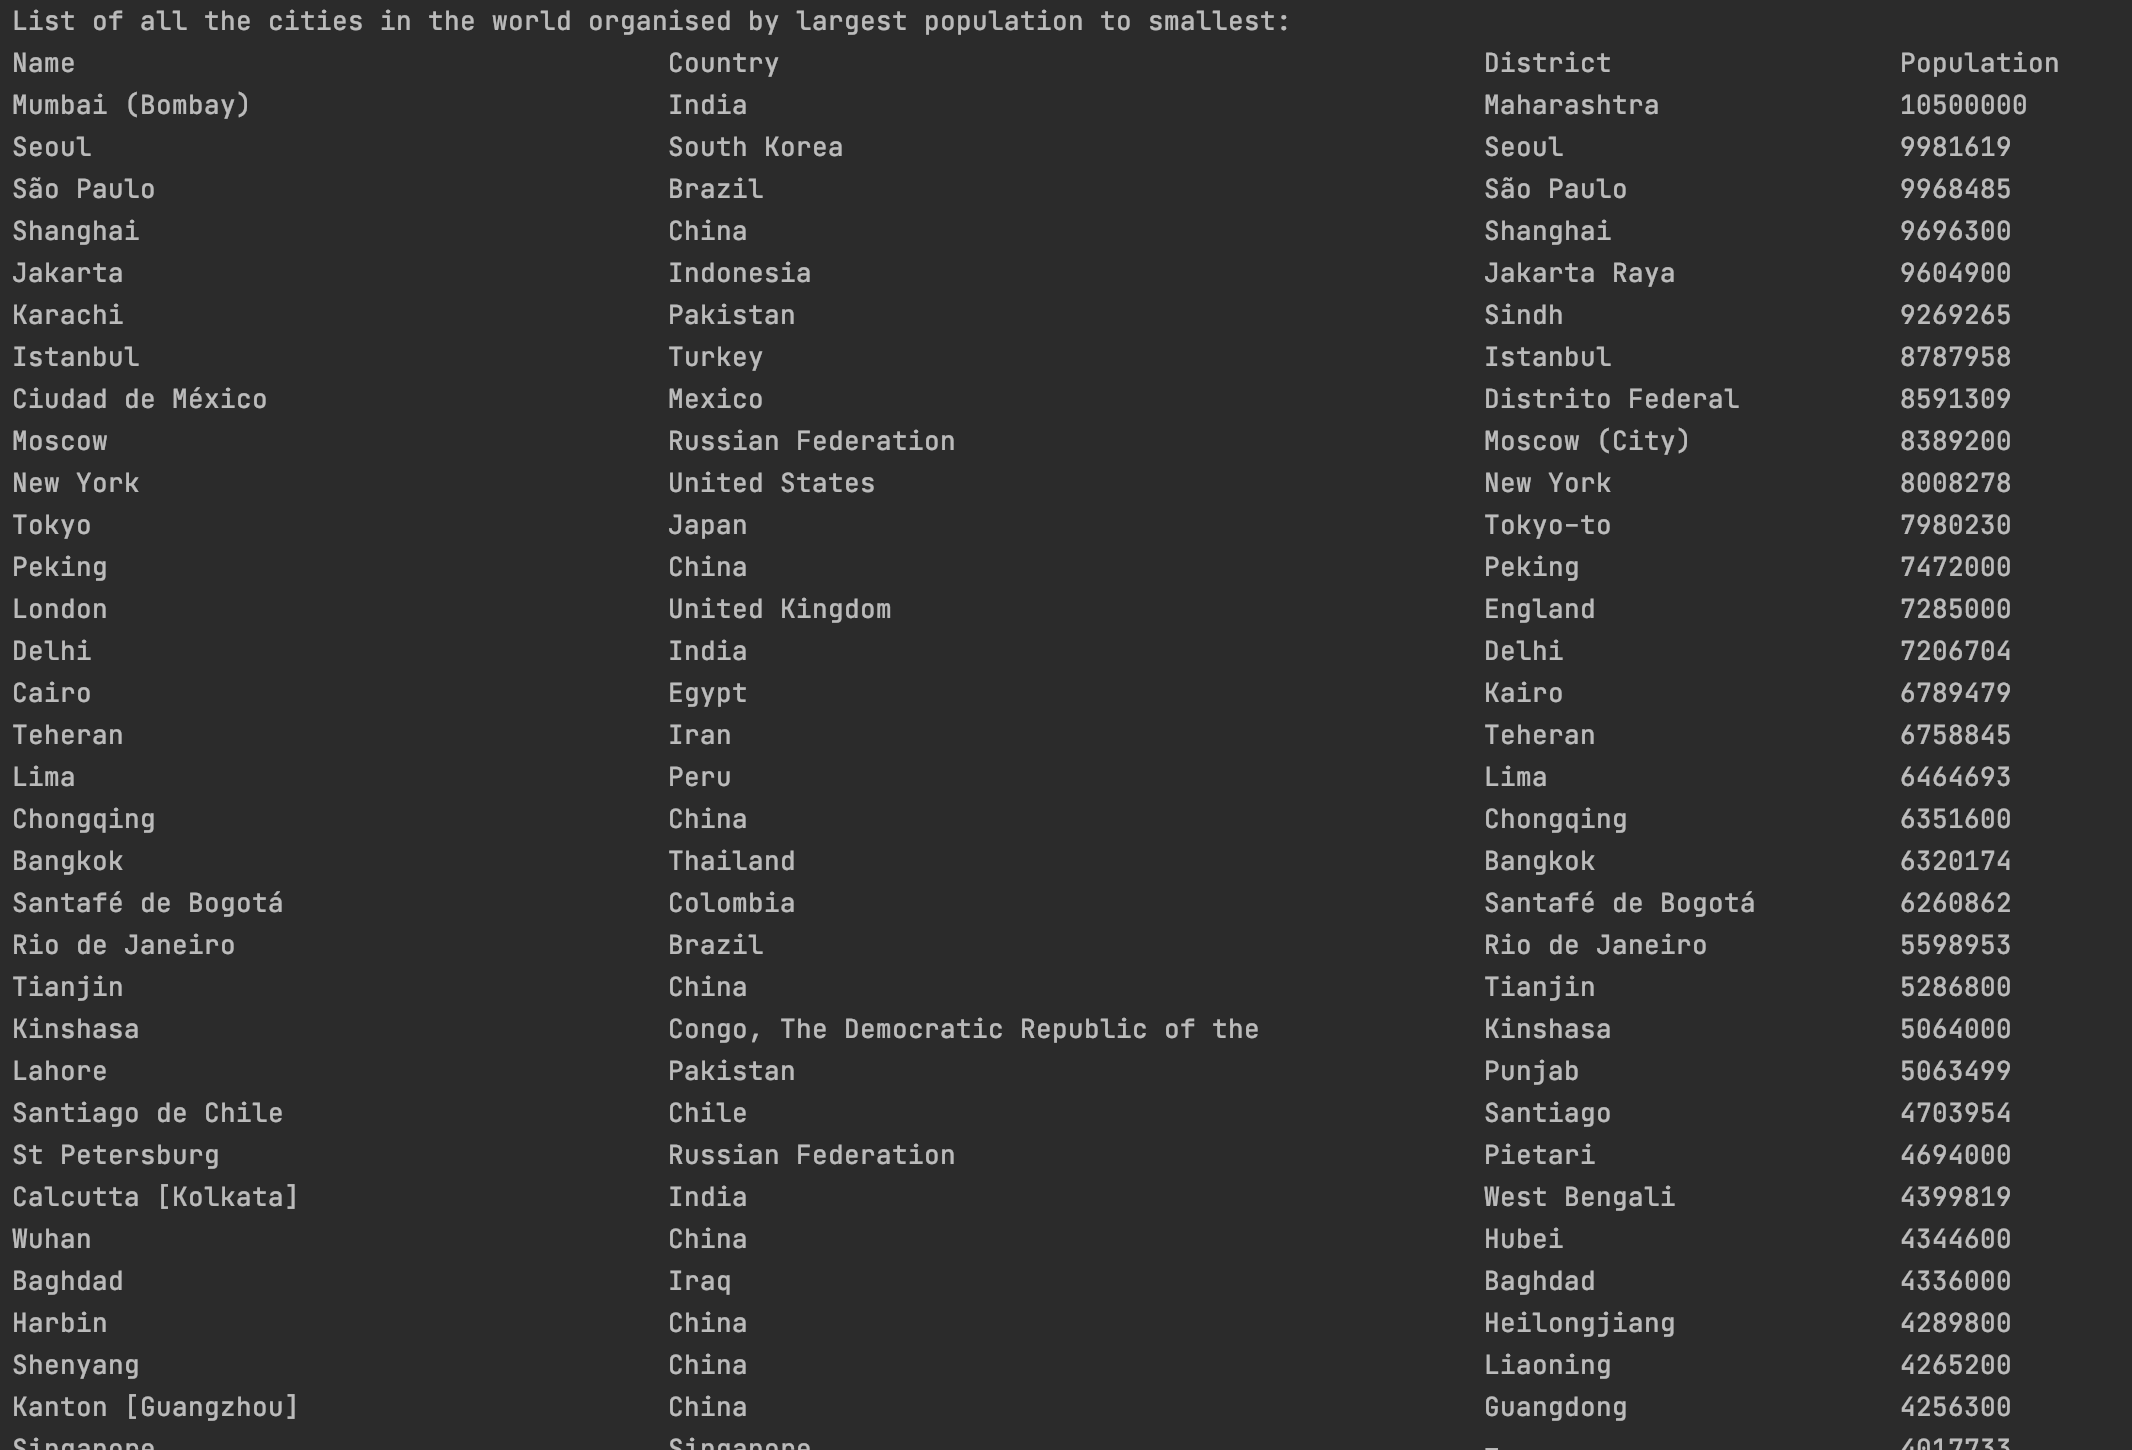 List of all the cities in the world organised by largest population to smallest:
Name Country District Population
Mumbai (Bombay) India Maharashtra 10500000
Seoul South Korea Seoul 9981619
São Paulo Brazil São Paulo 9968485
Shanghai China Shanghai 9696300
Jakarta Indonesia Jakarta Raya 9604900
Karachi Pakistan Sindh 9269265
Istanbul Turkey Istanbul 8787958
Ciudad de México Mexico Distrito Federal 8591309
Moscow Russian Federation Moscow (City) 8389200
New York United States New York 8008278
Tokyo Japan Tokyo-to 7980230
Peking China Peking 7472000
London United Kingdom England 7285000
Delhi India Delhi 7206704
Cairo Egypt Kairo 6789479
Teheran Iran Teheran 6758845
Lima Peru Lima 6464693
Chongqing China Chongqing 6351600
Bangkok Thailand Bangkok 6320174
Santafé de Bogotá Colombia Santafé de Bogotá 6260862
Rio de Janeiro Brazil Rio de Janeiro 5598953
Tianjin China Tianjin 5286800
Kinshasa Congo, The Democratic Republic of the Kinshasa 5064000
Lahore Pakistan Punjab 5063499
Santiago de Chile Chile Santiago 4703954
St Petersburg Russian Federation Pietari 4694000
Calcutta [Kolkata] India West Bengali 4399819
Wuhan China Hubei 4344600
Baghdad Iraq Baghdad 4336000
Harbin China Heilongjiang 4289800
Shenyang China Liaoning 4265200
Kanton [Guangzhou] China Guangdong 4256300
Singapore Singapore – 4017733